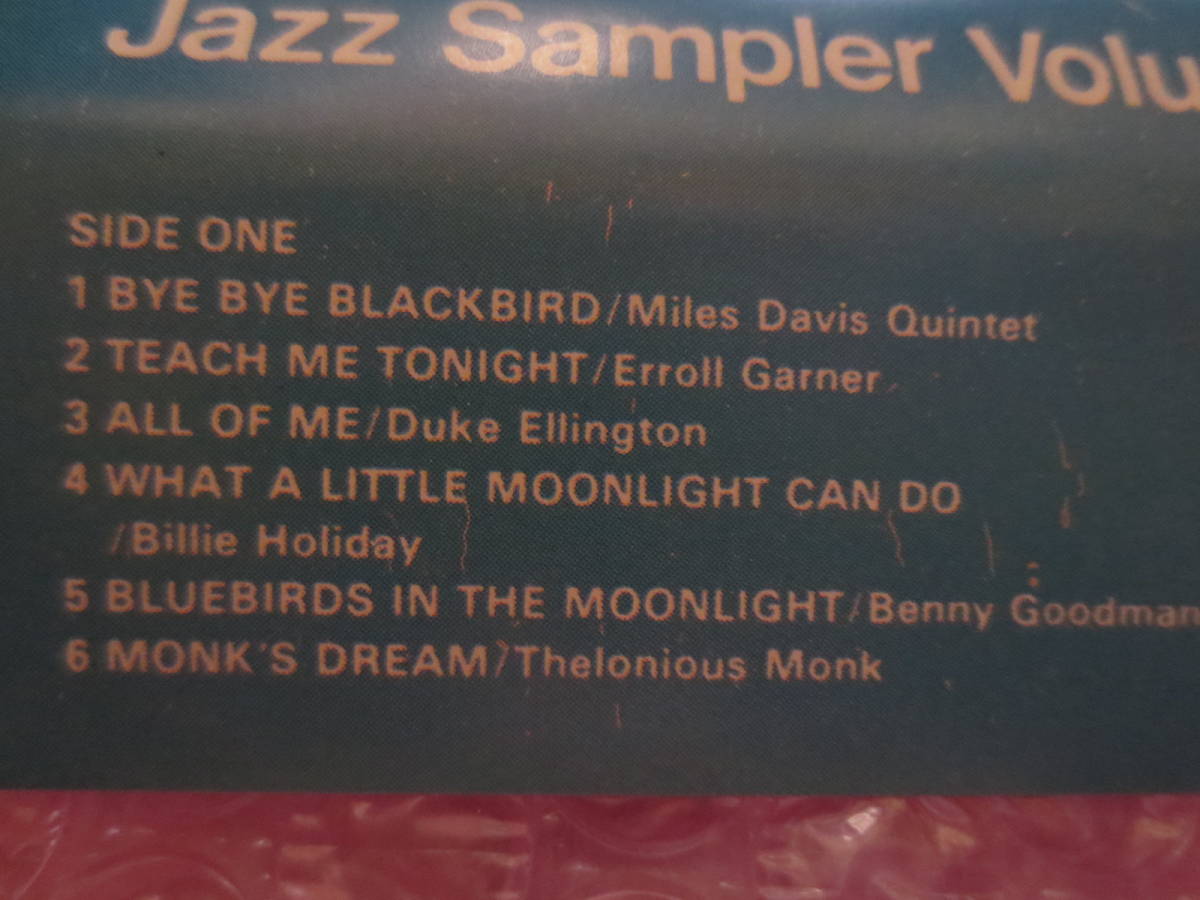 Jazz Sampler Volu
SIDE ONE
1 BYE BYE BLACKBIRD/Miles Davis Quintet
2 TEACH ME TONIGHT/Erroll Garner
3 ALL OF ME/Duke Ellington
4 WHAT A LITTLE MOONLIGHT CAN DO
/Billie Holiday
5 BLUEBIRDS IN THE MOONLIGHT/Benny Goodman
6 MONK'S DREAM/Thelonious Monk